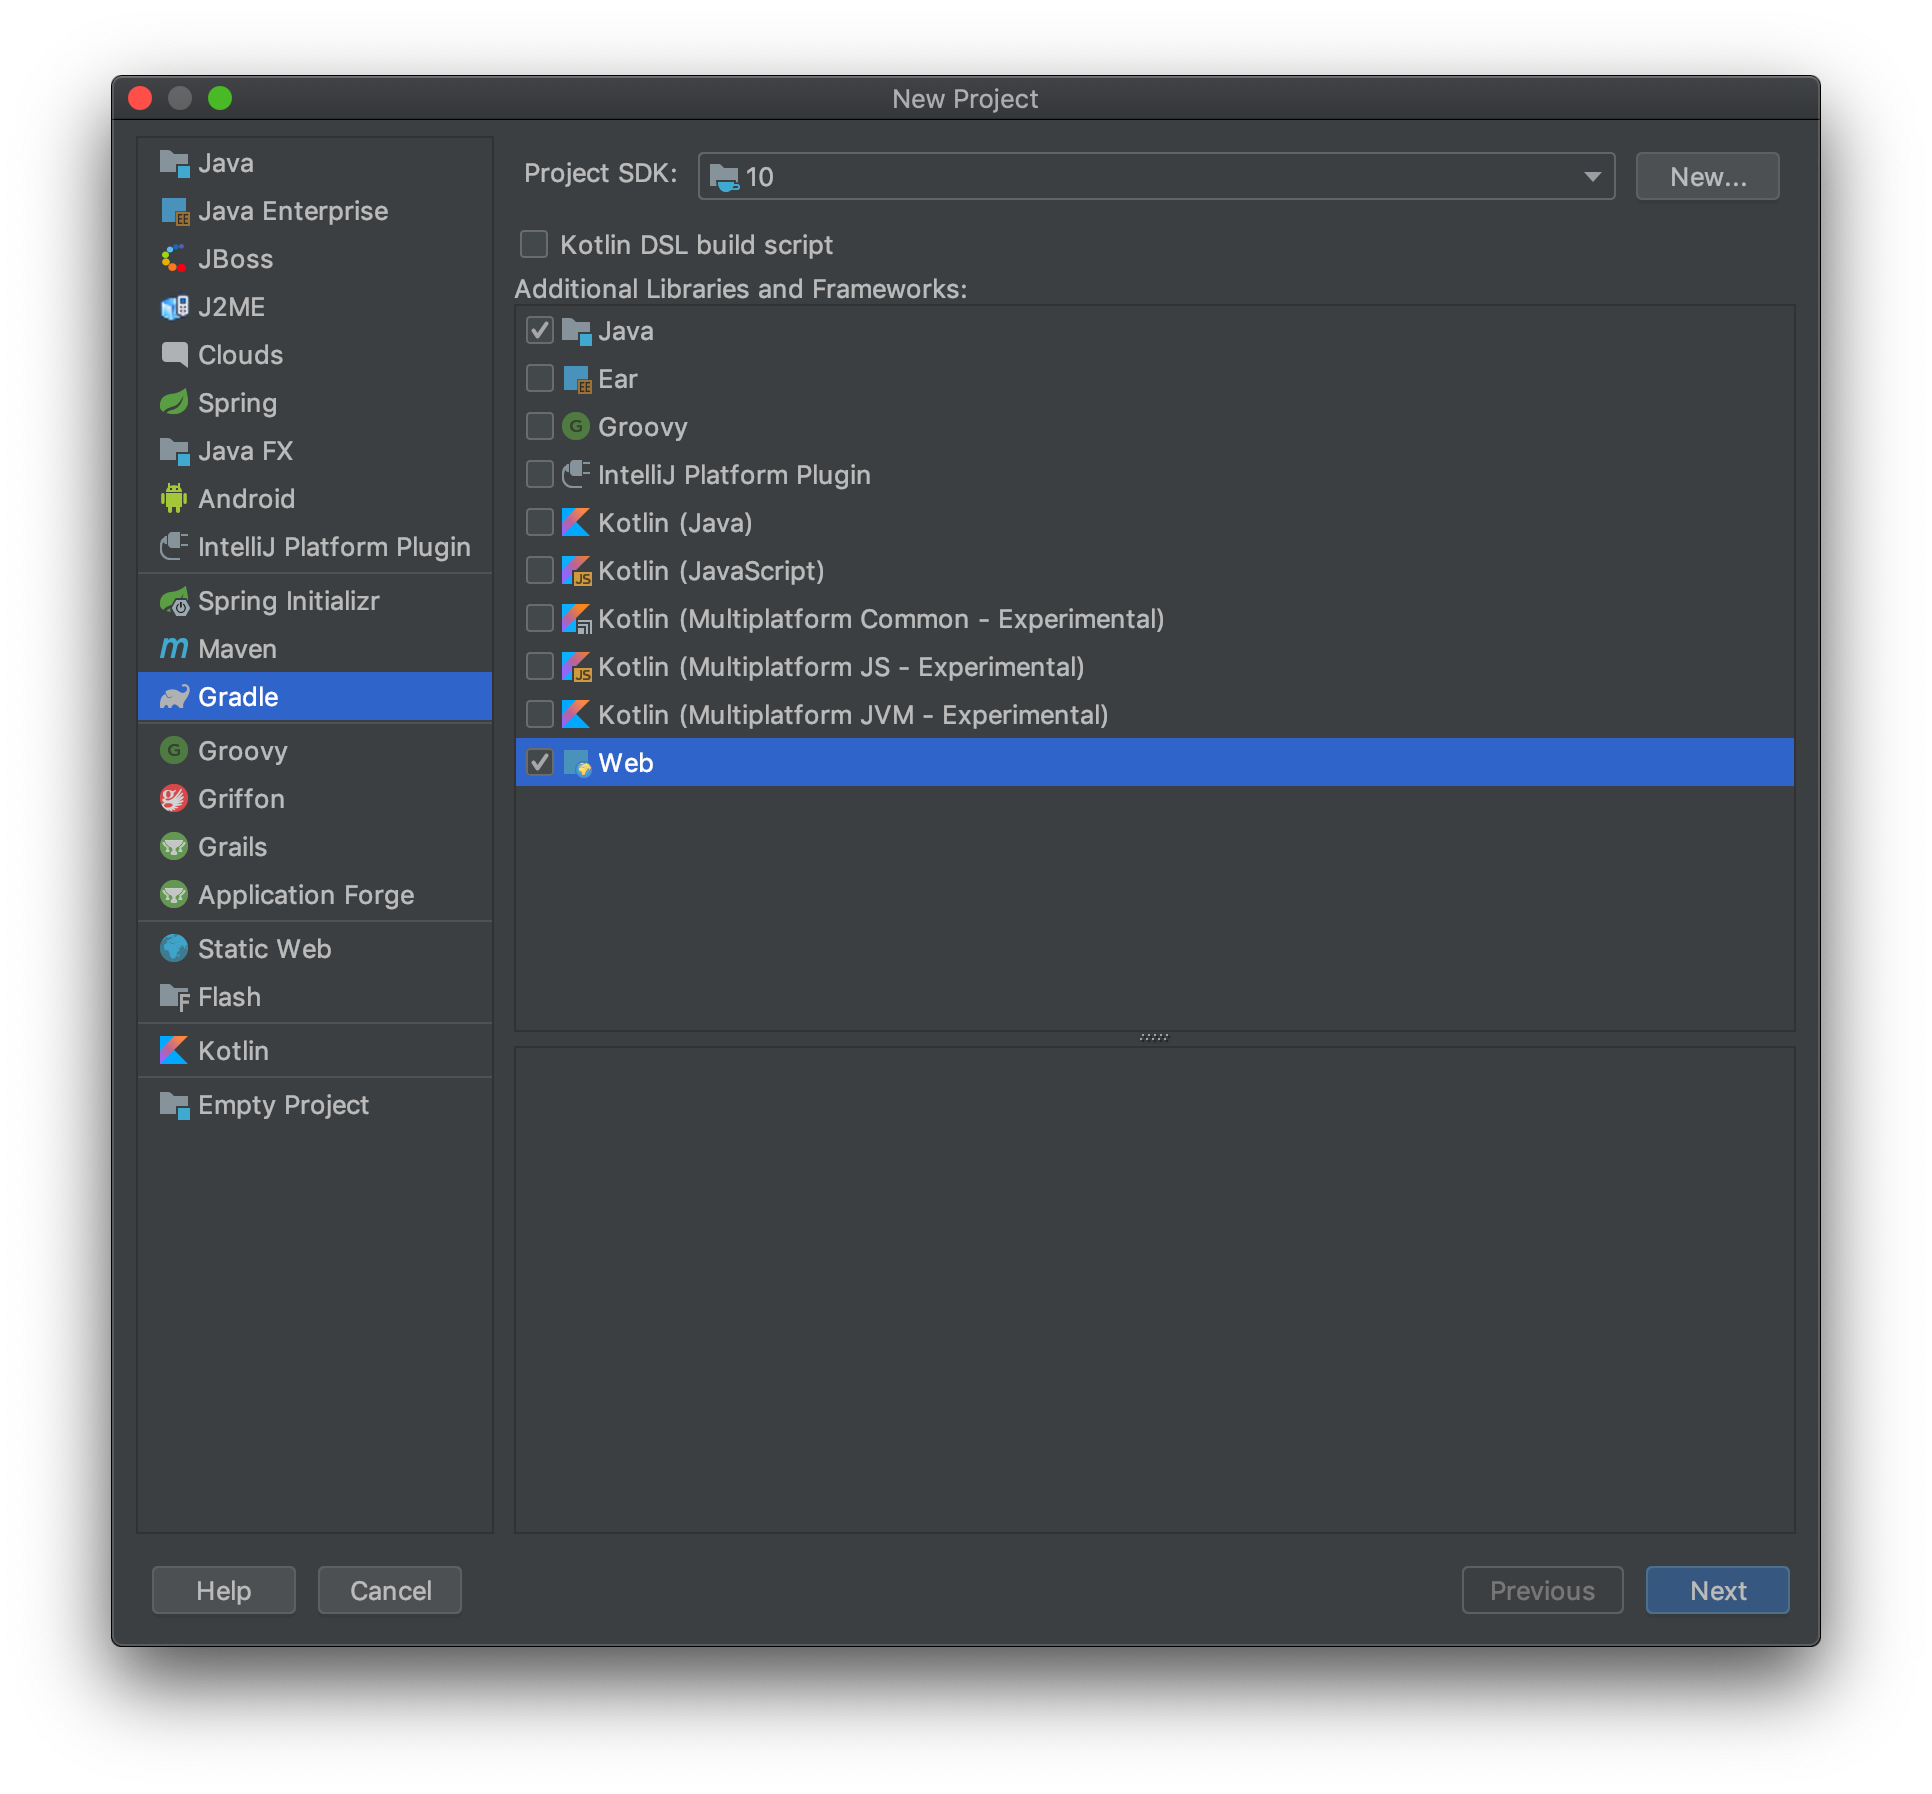 New Project
Java
Java Enterprise
JBoss
J2ME
Clouds
Spring
Java FX
Android
IntelliJ Platform Plugin
Spring Initializr
Maven
Gradle
Groovy
Griffon
Grails
Application Forge
Static Web
Flash
Kotlin
Empty Project
Project SDK: 10 New...
Kotlin DSL build script
Additional Libraries and Frameworks:
Java
Ear
Groovy
IntelliJ Platform Plugin
Kotlin (Java)
Kotlin (JavaScript)
Kotlin (Multiplatform Common - Experimental)
Kotlin (Multiplatform JS - Experimental)
Kotlin (Multiplatform JVM - Experimental)
Web
Help Cancel Previous Next